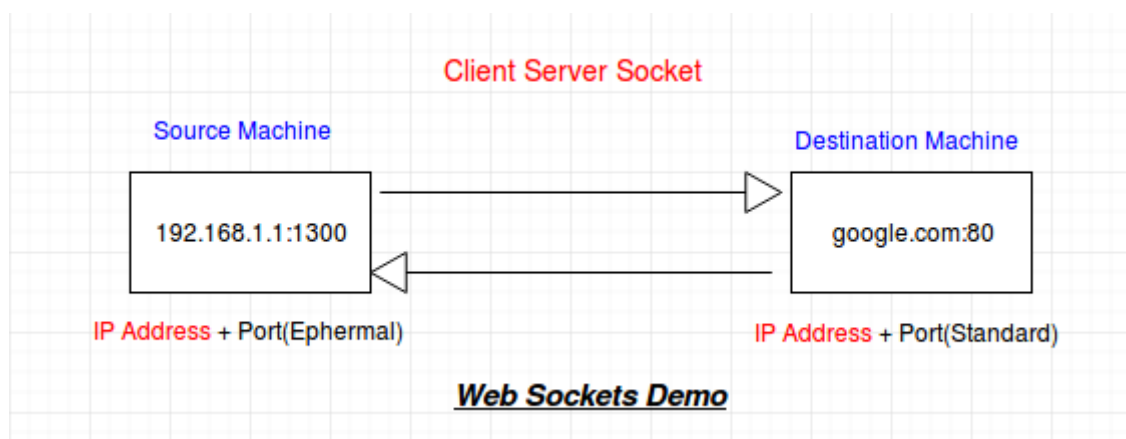 Client Server Socket
Source Machine
Destination Machine
192.168.1.1:1300
google.com:80
IP Address + Port(Ephermal)
IP Address + Port(Standard)
Web Sockets Demo